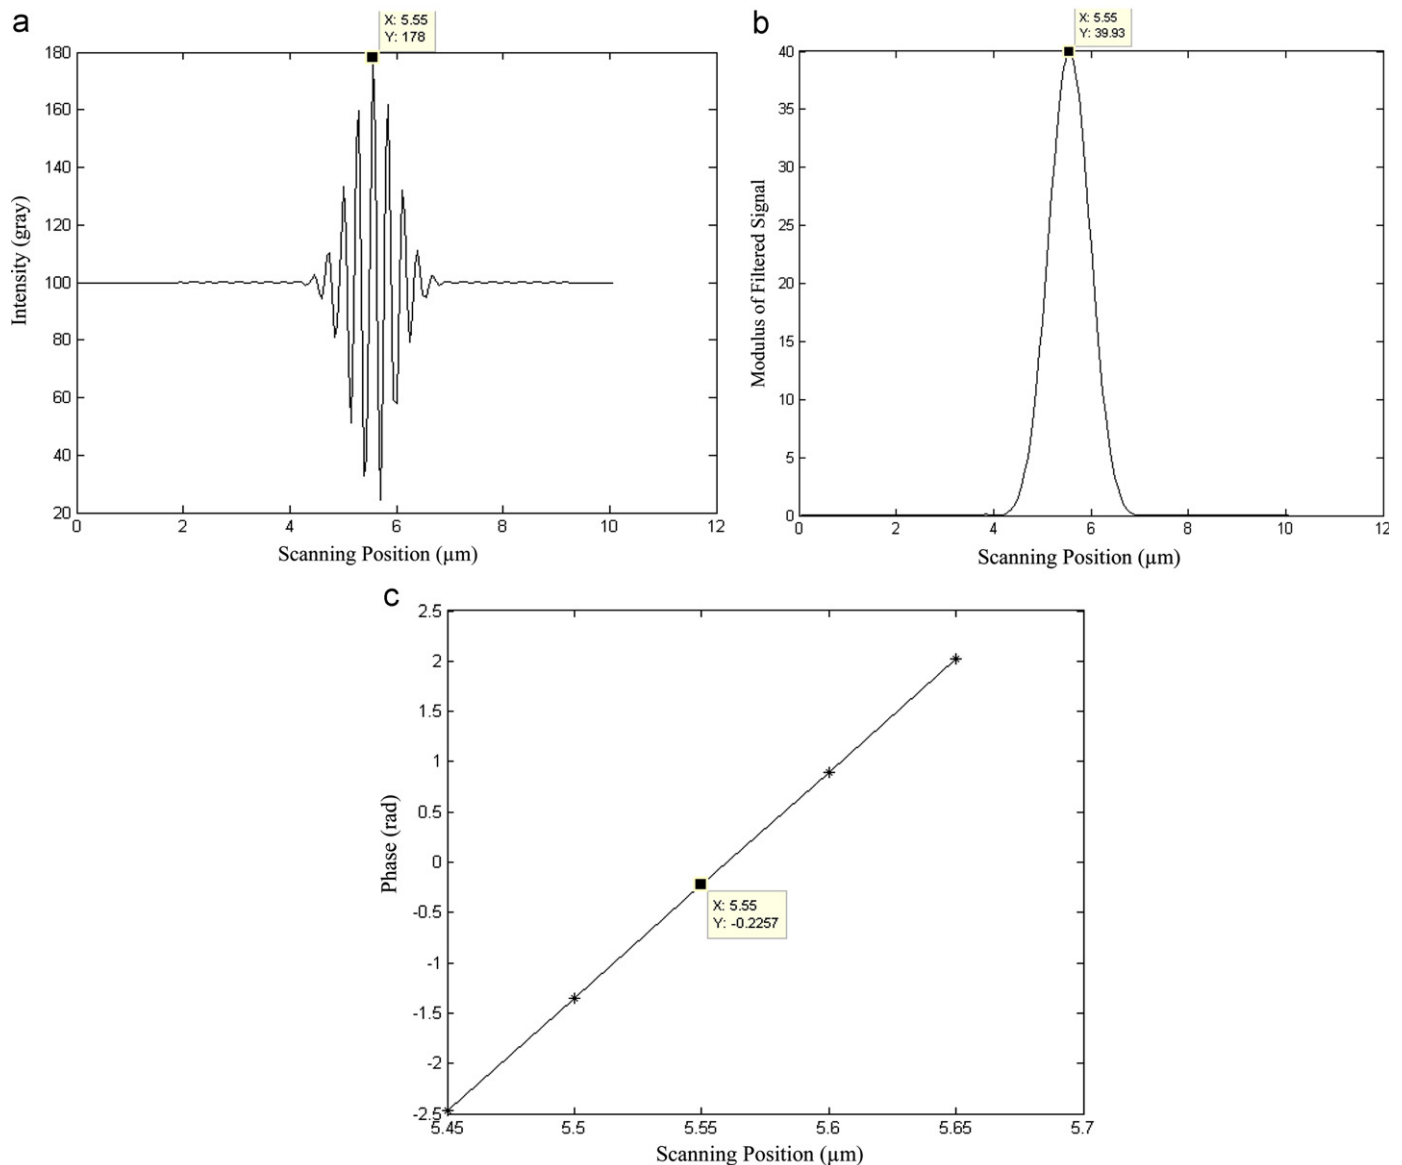 a
X: 5.55
Y: 178
180
160
140
120
100
80
60
40
20
0 2 4 6 8 10 12
Intensity (gray)
Scanning Position (µm)
b
X: 5.55
Y: 39.93
40
35
30
25
20
15
10
5
0
0 2 4 6 8 10 12
Modulus of Filtered Signal
Scanning Position (µm)
c
2.5
2
1.5
1
0.5
0
-0.5
-1
-1.5
-2
-2.5
X: 5.55
Y: -0.2257
5.45 5.5 5.55 5.6 5.65 5.7
Phase (rad)
Scanning Position (µm)